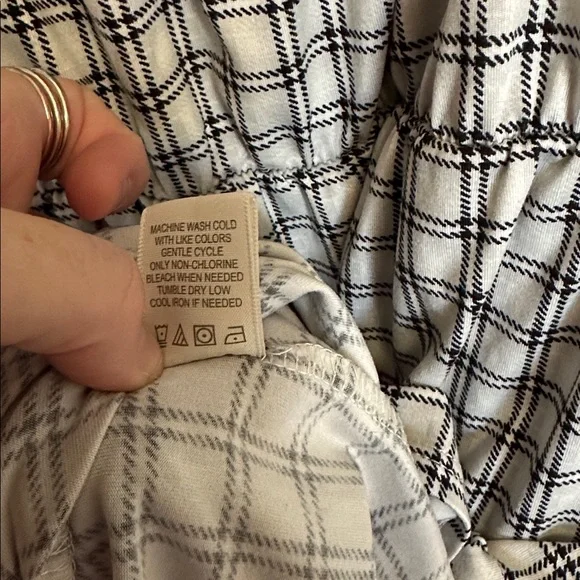 MACHINE WASH COLD
WITH LIKE COLORS
GENTLE CYCLE
ONLY NON-CHLORINE
BLEACH WHEN NEEDED
TUMBLE DRY LOW
COOL IRON IF NEEDED